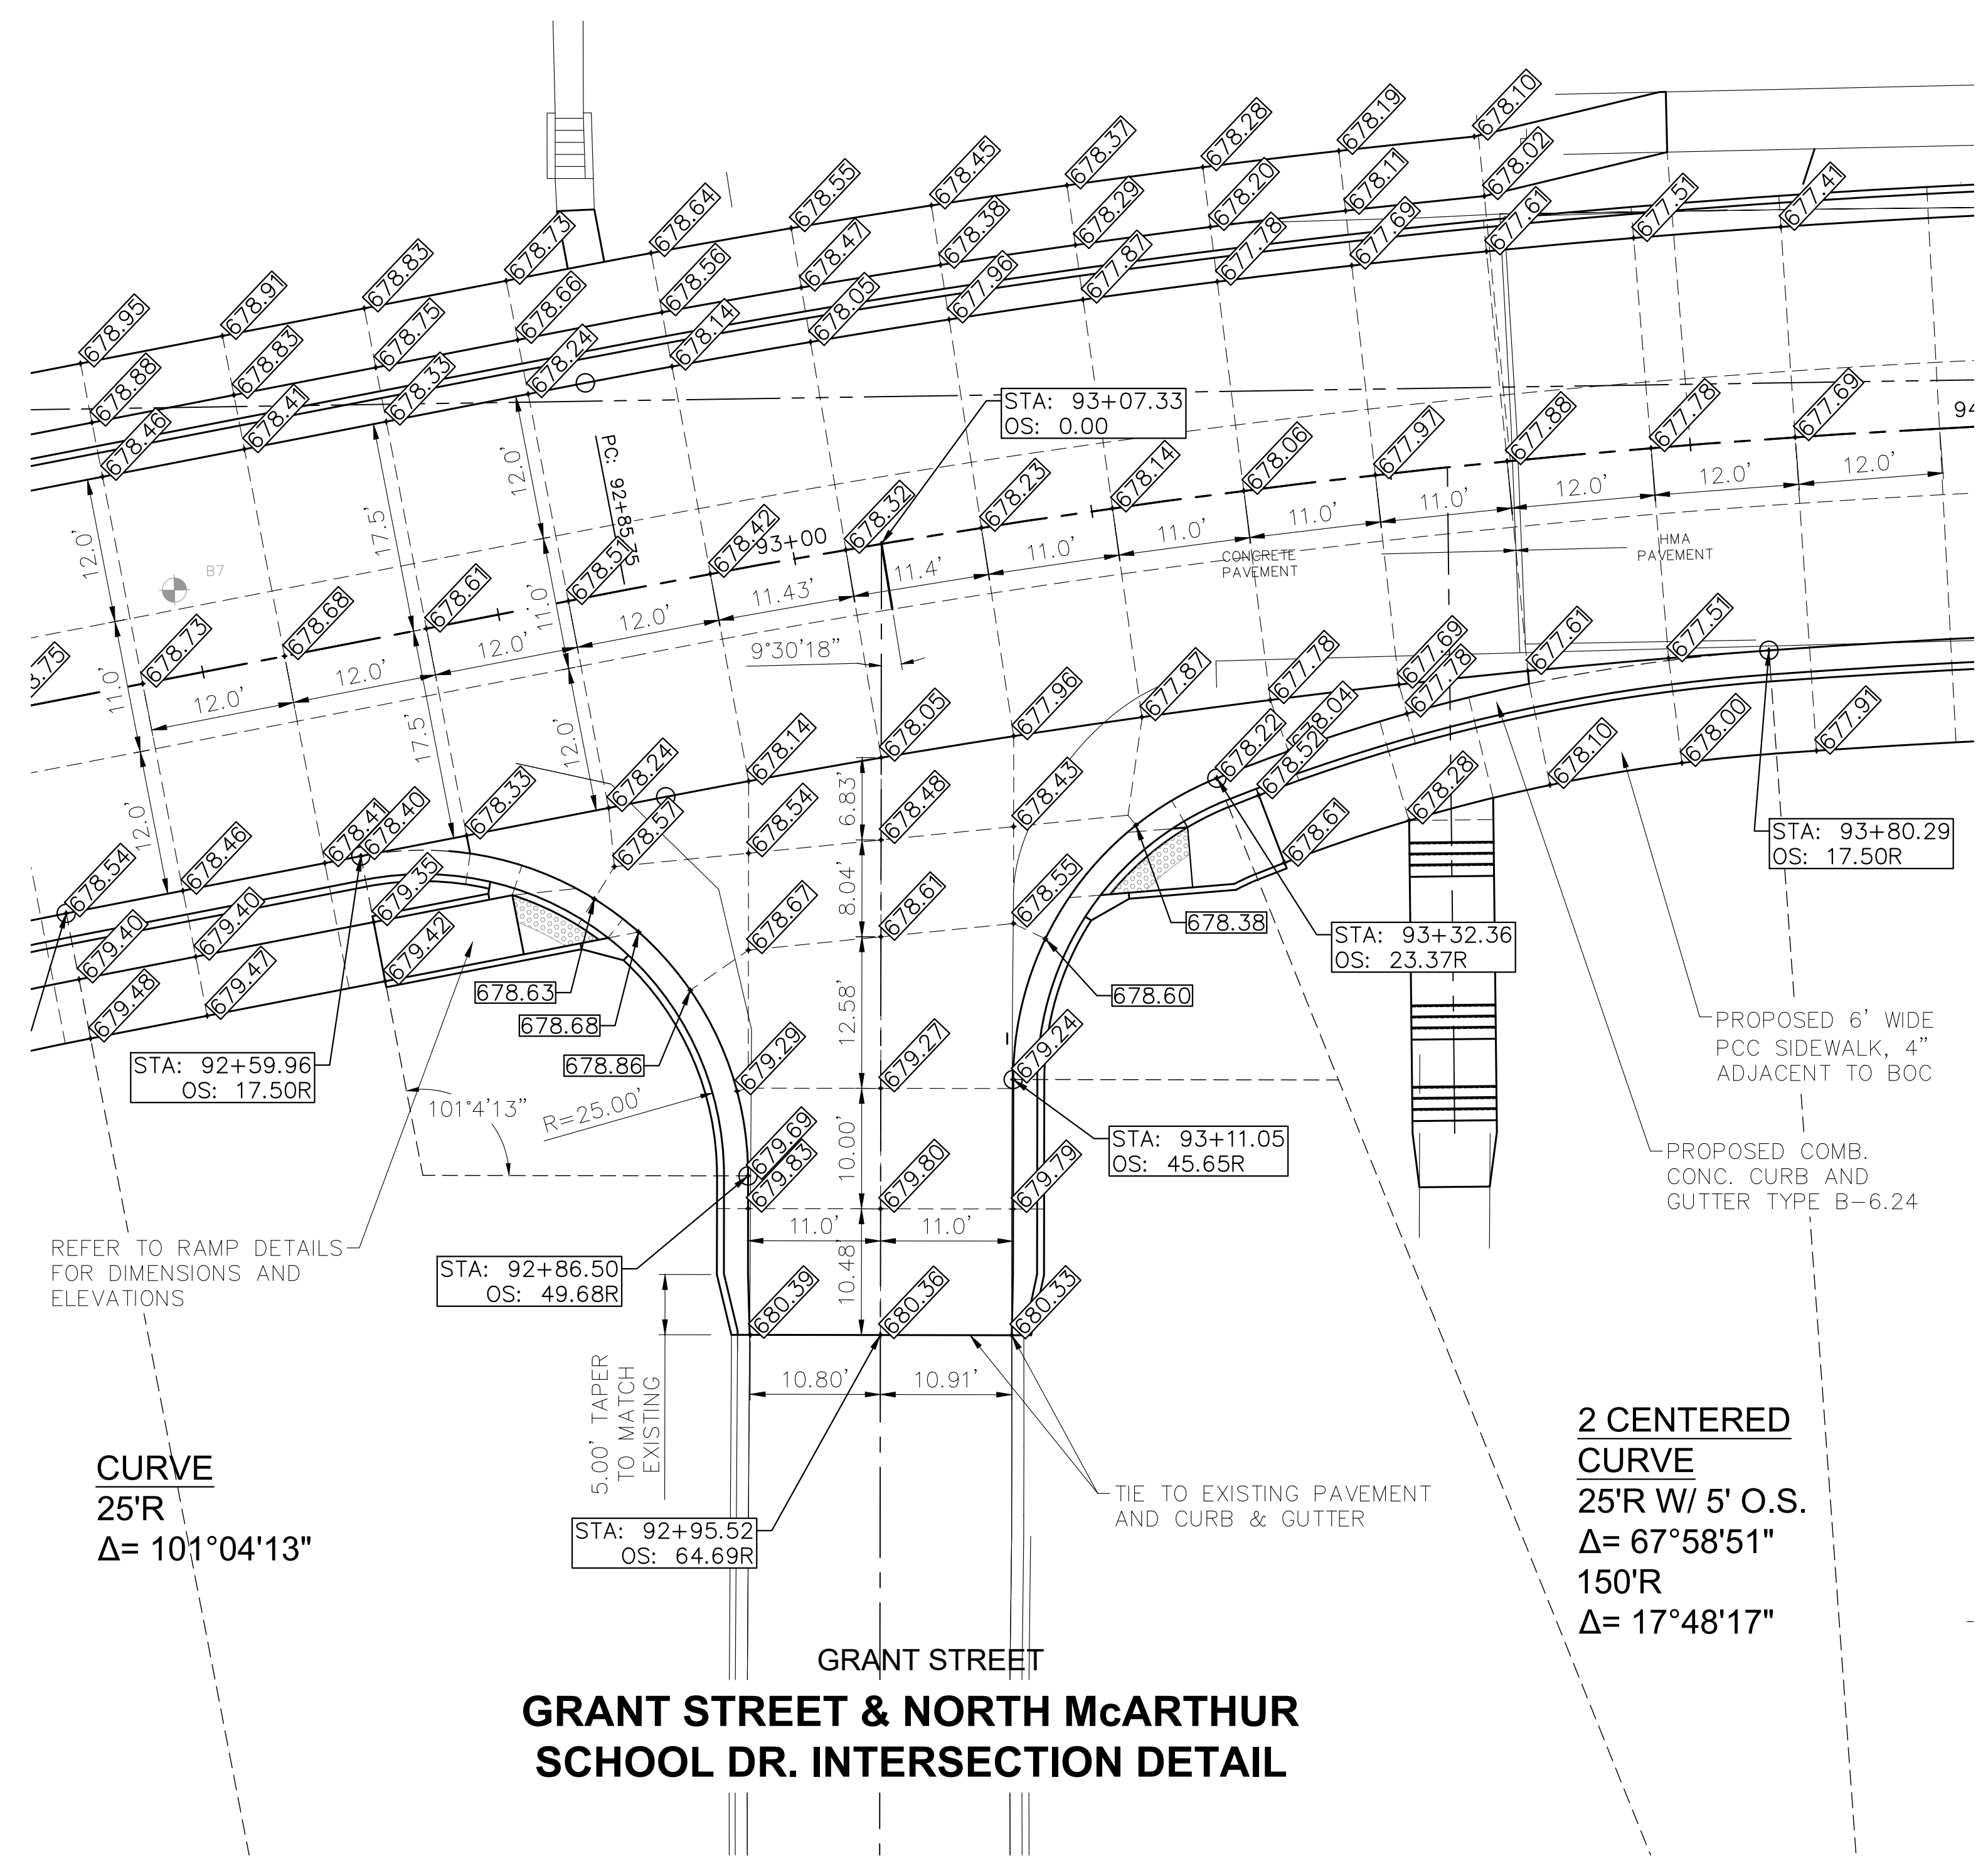 678.95
678.91
678.83
678.73
678.64
678.55
678.45
678.37
678.28
678.19
678.10
678.88
678.83
678.75
678.66
678.56
678.47
678.38
678.29
678.20
678.11
678.02
678.46
678.41
678.33
678.24
678.14
678.05
677.96
677.87
677.78
677.69
677.61
677.51
677.41
STA: 93+07.33
OS: 0.00
12.0'
17.5'
12.0'
PC: 92+85.75
B7
678.73
678.68
678.61
678.51
678.42
93+00
678.32
678.23
678.14
678.06
677.97
677.88
677.78
677.69
94
12.0'
12.0'
12.0'
12.0'
11.43'
11.4'
11.0'
11.0'
11.0'
11.0'
12.0'
12.0'
12.0'
11.0'
17.5'
11.0'
12.0'
12.0'
9°30'18"
CONCRETE
PAVEMENT
HMA
PAVEMENT
678.54
678.46
678.41
678.40
678.33
678.24
678.14
678.05
677.96
677.87
677.78
677.69
677.61
677.51
678.57
678.54
678.48
678.43
678.22
678.04
677.78
678.52
678.61
678.28
678.10
678.00
677.91
6.83'
8.04'
12.58'
10.00'
10.48'
679.40
679.40
679.35
679.42
679.48
679.47
678.67
678.61
678.55
678.63
678.68
678.86
678.38
678.60
STA: 93+80.29
OS: 17.50R
STA: 93+32.36
OS: 23.37R
STA: 92+59.96
OS: 17.50R
101°4'13"
R=25.00'
679.29
679.27
679.24
679.69
679.83
679.80
679.79
STA: 93+11.05
OS: 45.65R
PROPOSED 6' WIDE
PCC SIDEWALK, 4"
ADJACENT TO BOC
PROPOSED COMB.
CONC. CURB AND
GUTTER TYPE B-6.24
REFER TO RAMP DETAILS
FOR DIMENSIONS AND
ELEVATIONS
11.0'
11.0'
STA: 92+86.50
OS: 49.68R
680.39
680.36
680.33
5.00' TAPER
TO MATCH
EXISTING
10.80'
10.91'
STA: 92+95.52
OS: 64.69R
TIE TO EXISTING PAVEMENT
AND CURB & GUTTER
CURVE
25'R
Δ= 101°04'13"
2 CENTERED
CURVE
25'R W/ 5' O.S.
Δ= 67°58'51"
150'R
Δ= 17°48'17"
GRANT STREET
GRANT STREET & NORTH McARTHUR
SCHOOL DR. INTERSECTION DETAIL